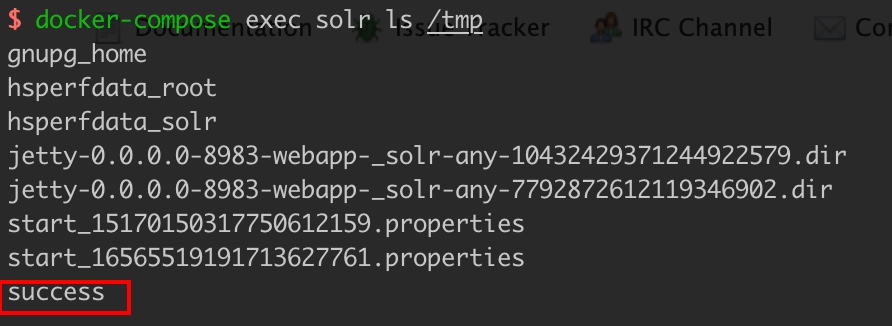 $ docker-compose exec solr ls /tmp
Documentation Issue Tracker IRC Channel
gnupg_home
hsperfdata_root
hsperfdata_solr
jetty-0.0.0.0-8983-webapp-_solr-any-10432429371244922579.dir
jetty-0.0.0.0-8983-webapp-_solr-any-7792872612119346902.dir
start_15170150317750612159.properties
start_16565519191713627761.properties
success